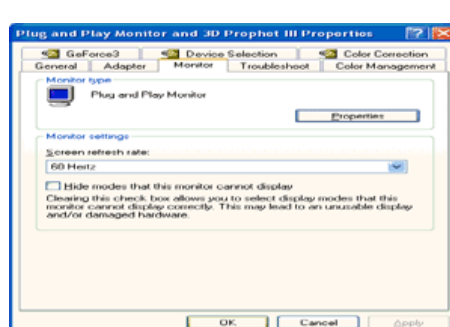 Plug and Play Monitor and 3D Prophet III Properties
GeForce3 Device Selection Color Correction
General Adapter Monitor Troubleshoot Color Management
Monitor type
Plug and Play Monitor
Properties
Monitor settings
Screen refresh rate:
60 Hertz
Hide modes that this monitor cannot display
Clearing this check box allows you to select display modes that this
monitor cannot display correctly. This may lead to an unusable display
and/or damaged hardware.
OK Cancel Apply